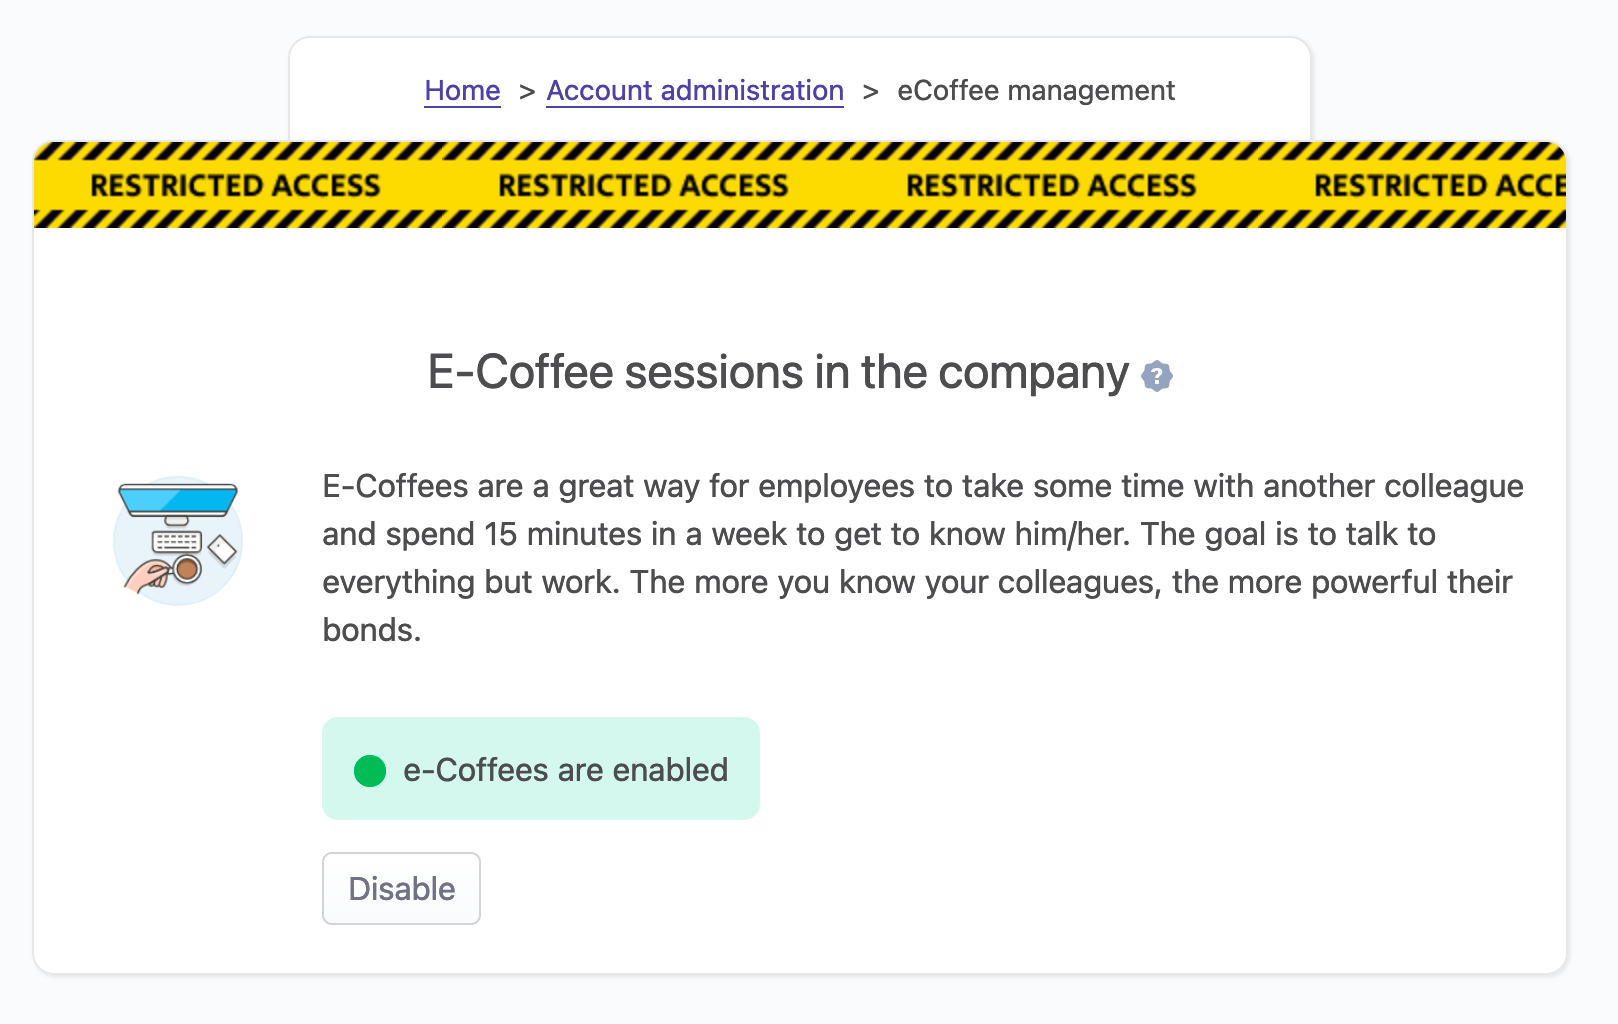 Home > Account administration > eCoffee management
RESTRICTED ACCESS RESTRICTED ACCESS RESTRICTED ACCESS RESTRICTED ACCE
E-Coffee sessions in the company ?
E-Coffees are a great way for employees to take some time with another colleague
and spend 15 minutes in a week to get to know him/her. The goal is to talk to
everything but work. The more you know your colleagues, the more powerful their
bonds.
e-Coffees are enabled
Disable